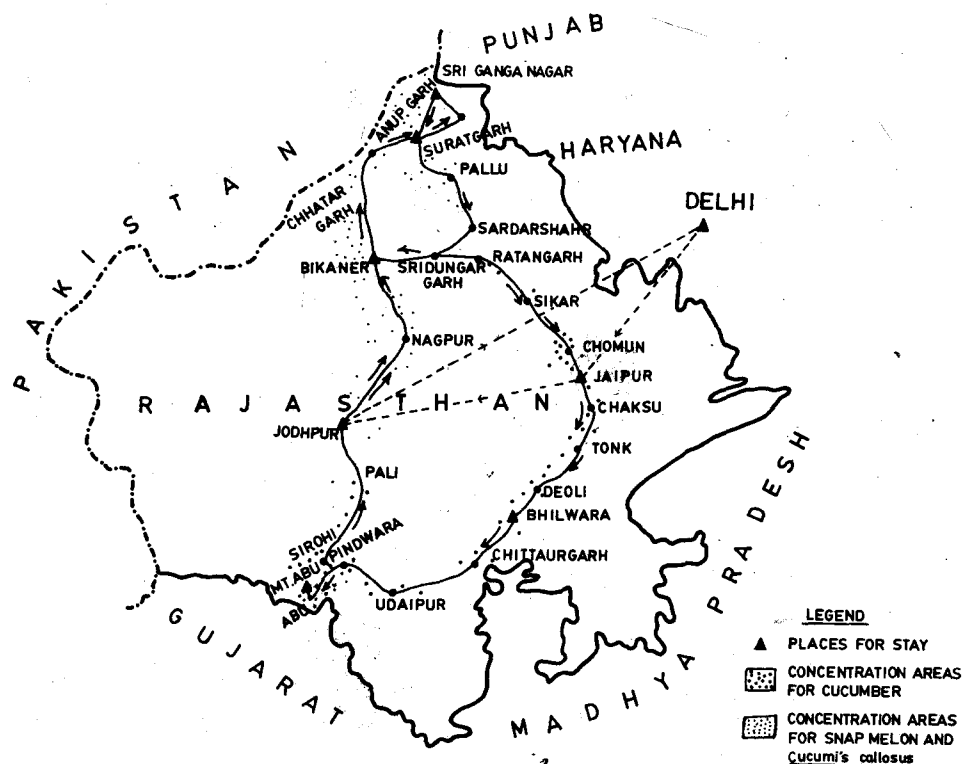 PUNJAB
SRI GANGA NAGAR
ANUP GARH
SURATGARH
HARYANA
PALLU
PAKISTAN
DELHI
CHHATAR
GARH
SARDARSHAHR
BIKANER
SRIDUNGAR
GARH
RATANGARH
SIKAR
NAGPUR
CHOMUN
JAIPUR
RAJASTHAN
CHAKSU
JODHPUR
TONK
PALI
DEOLI
BHILWARA
SIROHI
PINDWARA
MT.ABU
ABU
CHITTAURGARH
UDAIPUR
GUJARAT
MADHYA PRADESH
LEGEND
PLACES FOR STAY
CONCENTRATION AREAS
FOR CUCUMBER
CONCENTRATION AREAS
FOR SNAP MELON AND
Cucumi's callosus